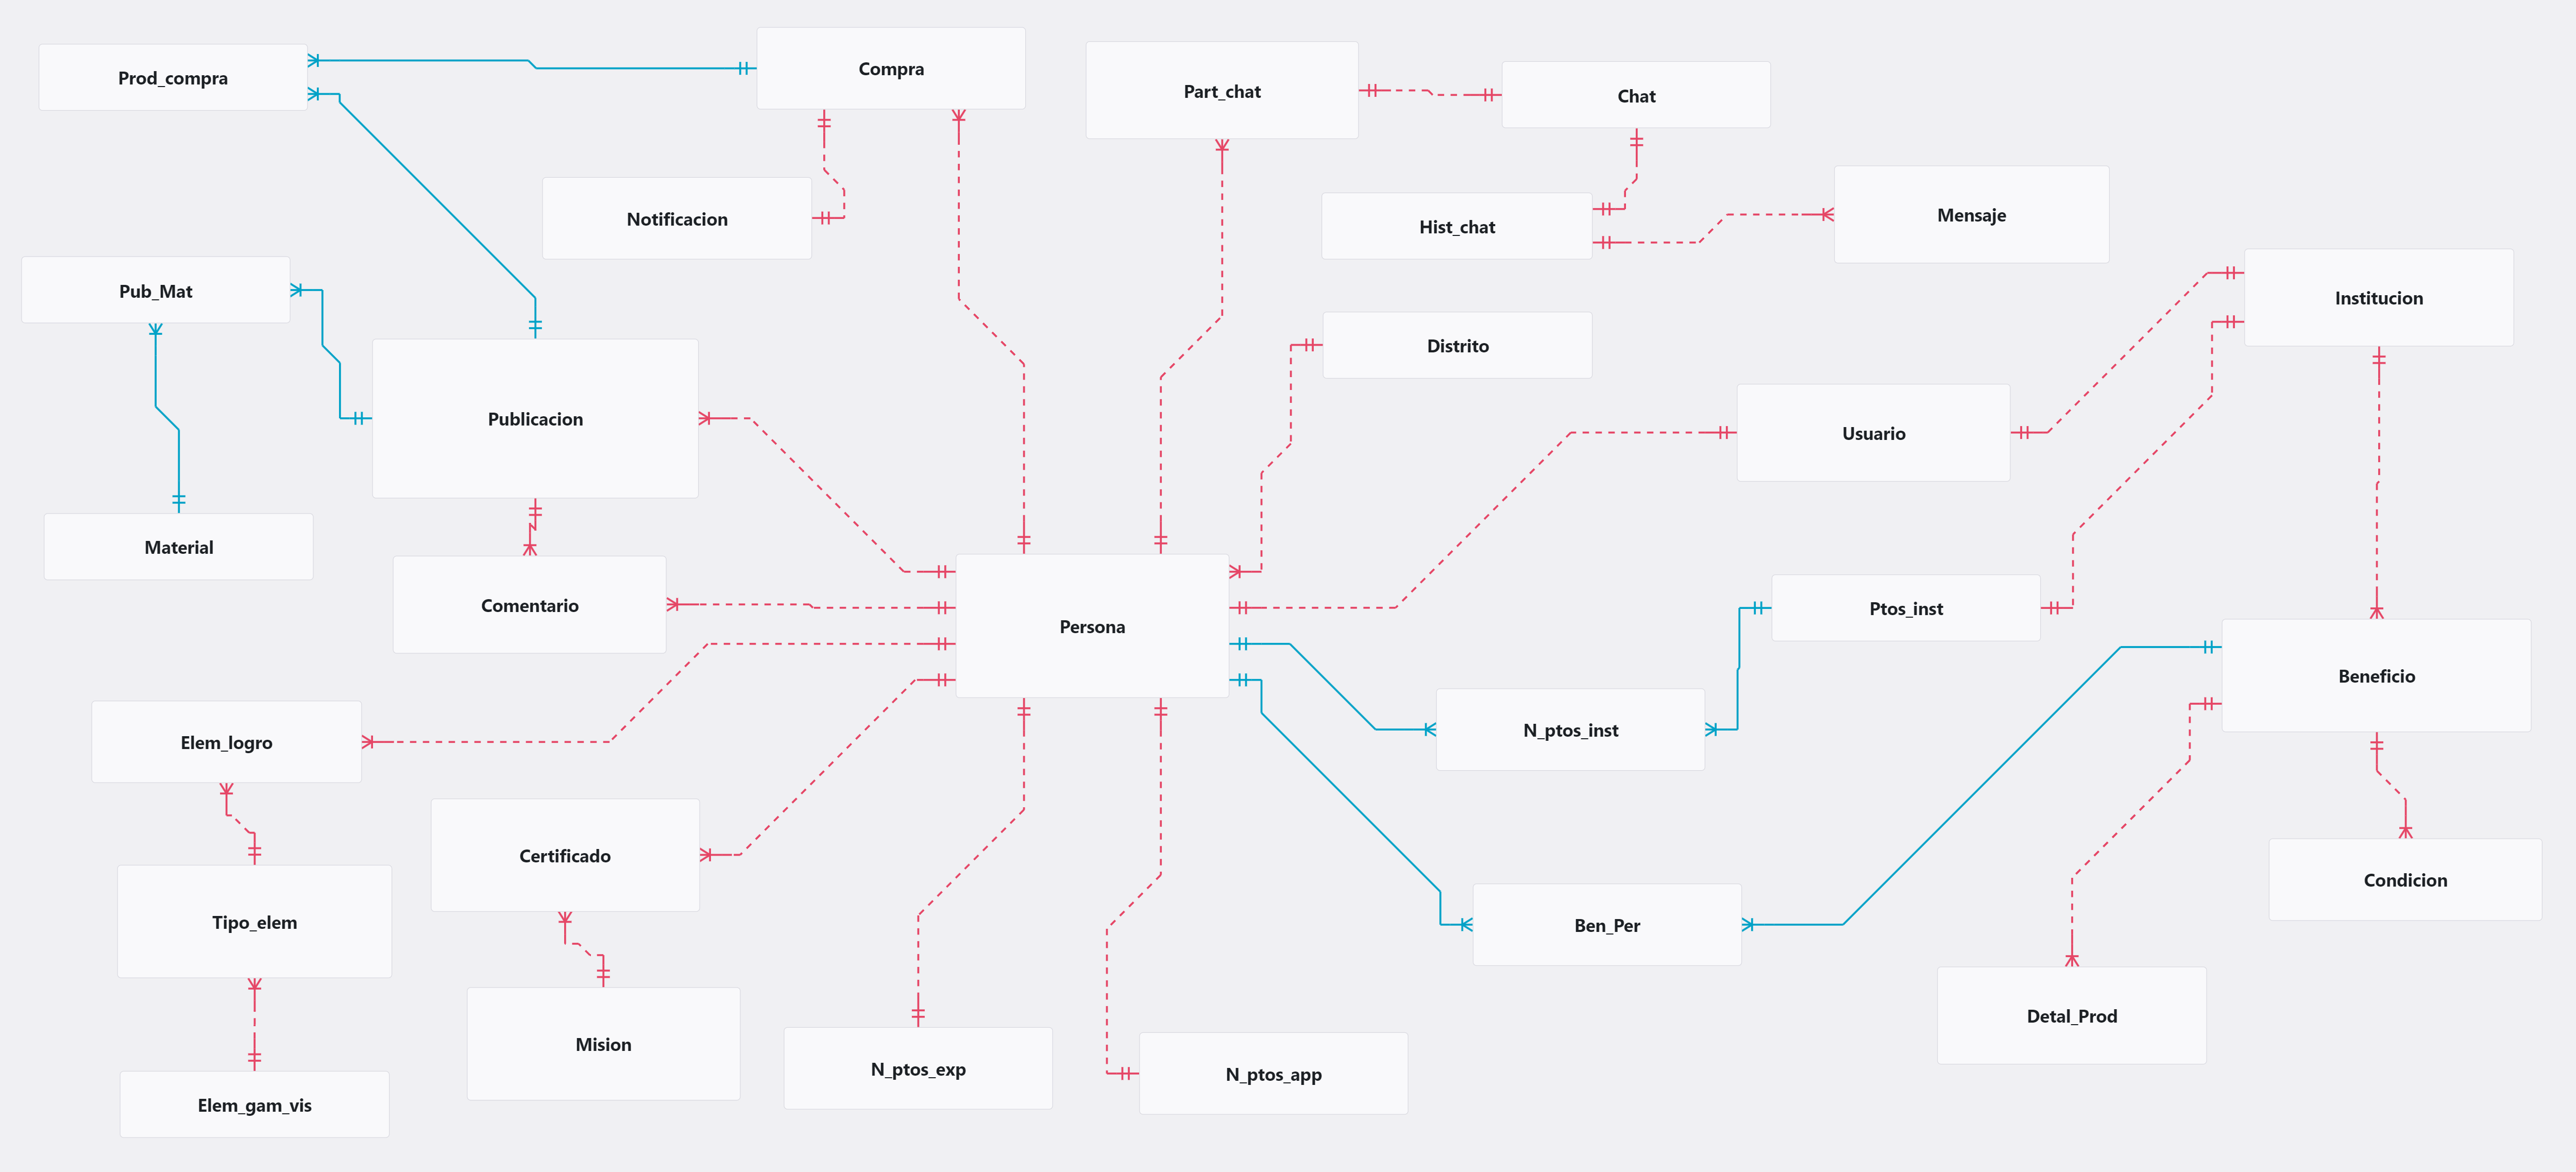 Prod_compra
Compra
Part_chat
Chat
Notificacion
Hist_chat
Mensaje
Pub_Mat
Institucion
Distrito
Publicacion
Usuario
Material
Comentario
Persona
Ptos_inst
Beneficio
Elem_logro
N_ptos_inst
Certificado
Condicion
Tipo_elem
Ben_Per
Detal_Prod
Mision
N_ptos_exp
N_ptos_app
Elem_gam_vis